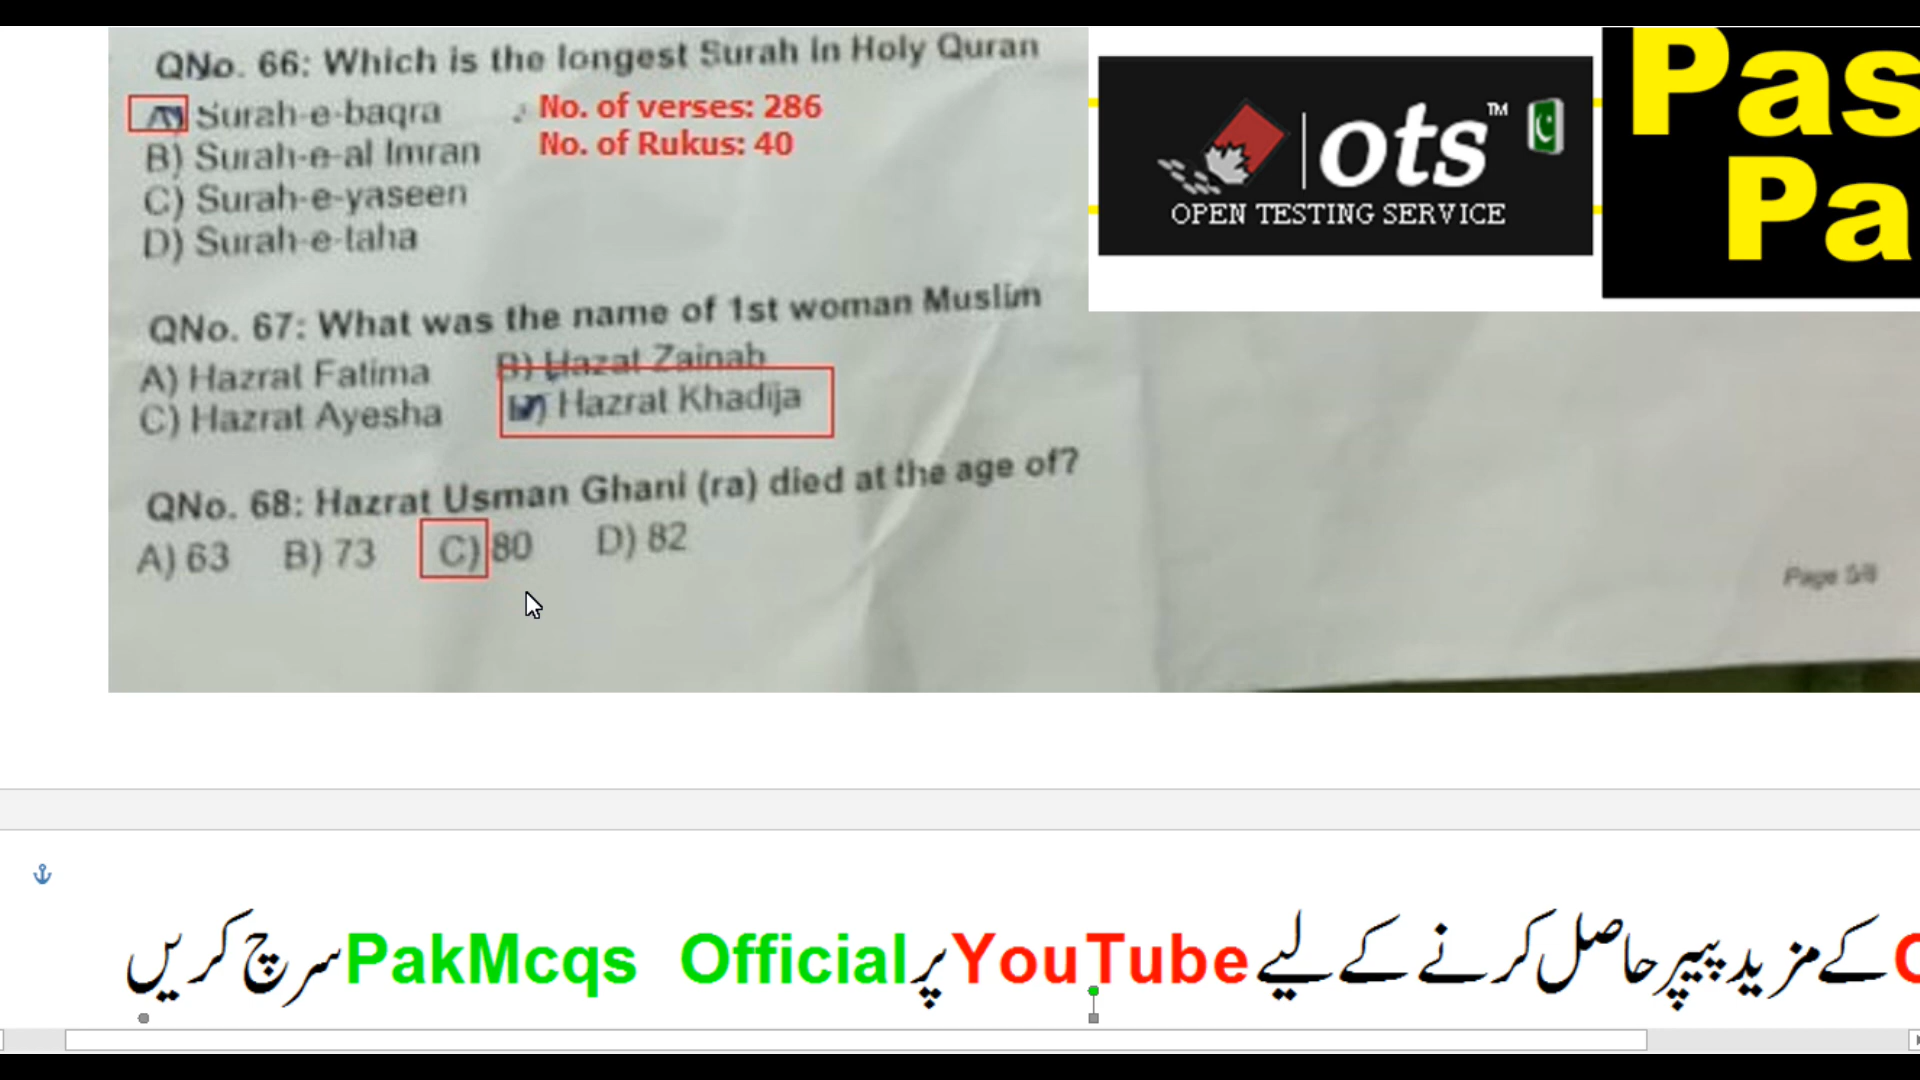 QNo. 66: Which is the longest Surah in Holy Quran
A) Surah-e-baqra
No. of verses: 286
B) Surah-e-al Imran
No. of Rukus: 40
C) Surah-e-yaseen
D) Surah-e-taha
QNo. 67: What was the name of 1st woman Muslim
A) Hazrat Fatima B) Hazat Zainab
C) Hazrat Ayesha D) Hazrat Khadija
QNo. 68: Hazrat Usman Ghani (ra) died at the age of?
A) 63 B) 73 C) 80 D) 82
Page 5/8
ots™
OPEN TESTING SERVICE
Pas
Pa
کے مزید پیپر حاصل کرنے کے لیے YouTube پر PakMcqs Official سرچ کریں